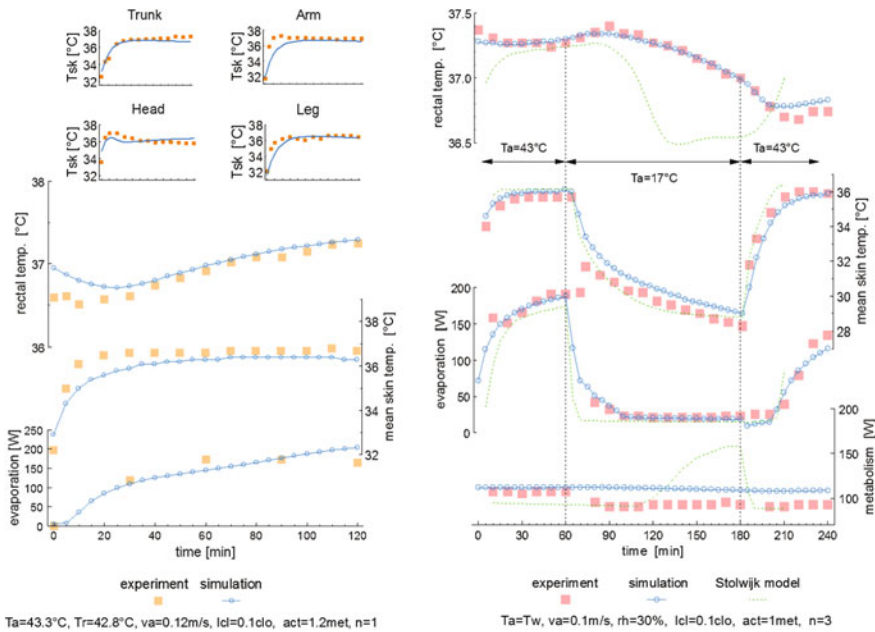 Trunk
Arm
Tsk [°C]
38
36
34
32
Tsk [°C]
38
36
34
32
Head
Leg
Tsk [°C]
38
36
34
32
Tsk [°C]
38
36
34
32
rectal temp. [°C]
38
37
36
mean skin temp. [°C]
38
36
34
32
evaporation [W]
250
200
150
100
50
0
0 20 40 60 80 100 120
time [min]
experiment simulation
Ta=43.3°C, Tr=42.8°C, va=0.12m/s, Icl=0.1clo, act=1.2met, n=1
rectal temp. [°C]
37.5
37.0
36.5
Ta=43°C
Ta=17°C
Ta=43°C
mean skin temp. [°C]
36
34
32
30
28
evaporation [W]
200
150
100
50
0
metabolism [W]
200
150
100
0 30 60 90 120 150 180 210 240
time [min]
experiment simulation Stolwijk model
Ta=Tw, va=0.1m/s, rh=30%, Icl=0.1clo, act=1met, n=3